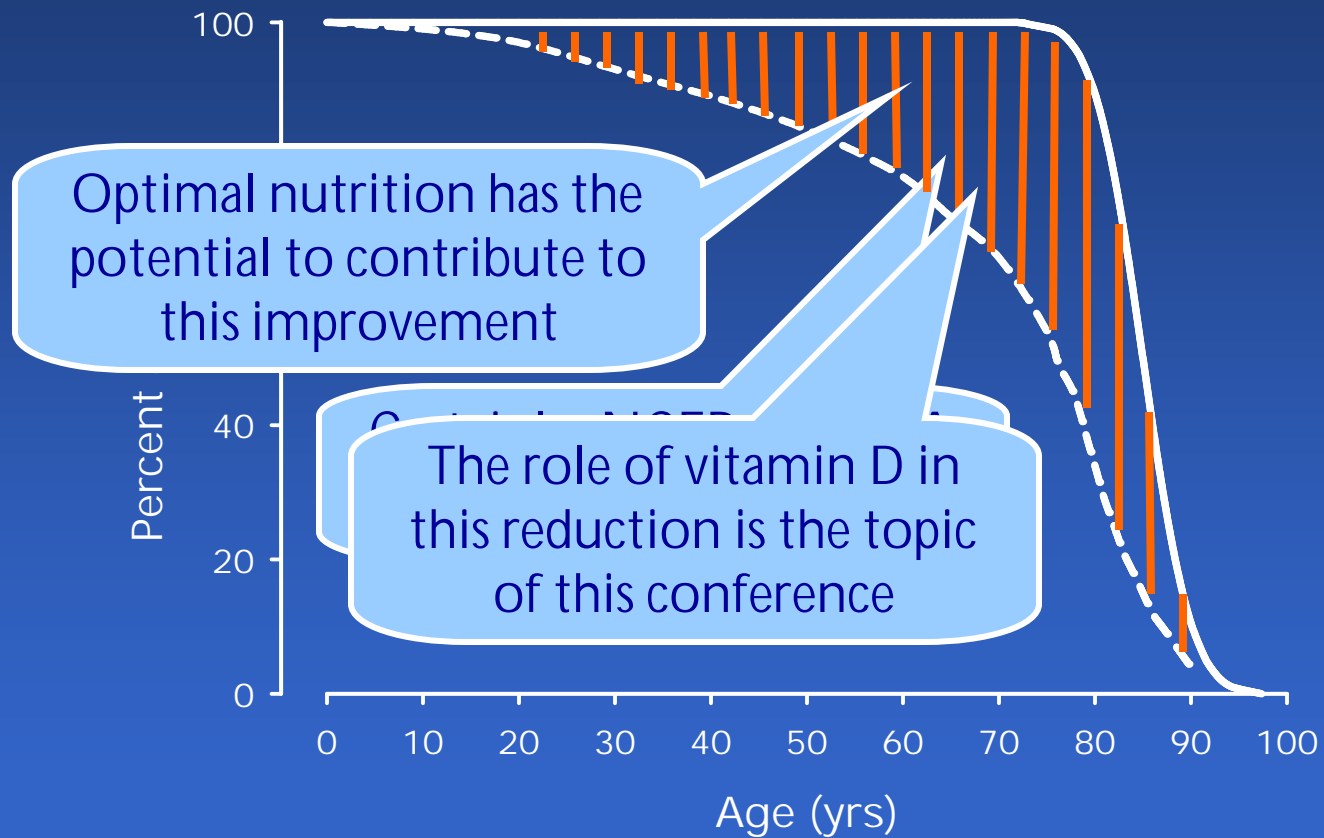 100
Optimal nutrition has the
potential to contribute to
this improvement
Percent
40
The role of vitamin D in
this reduction is the topic
of this conference
20
0
0 10 20 30 40 50 60 70 80 90 100
Age (yrs)